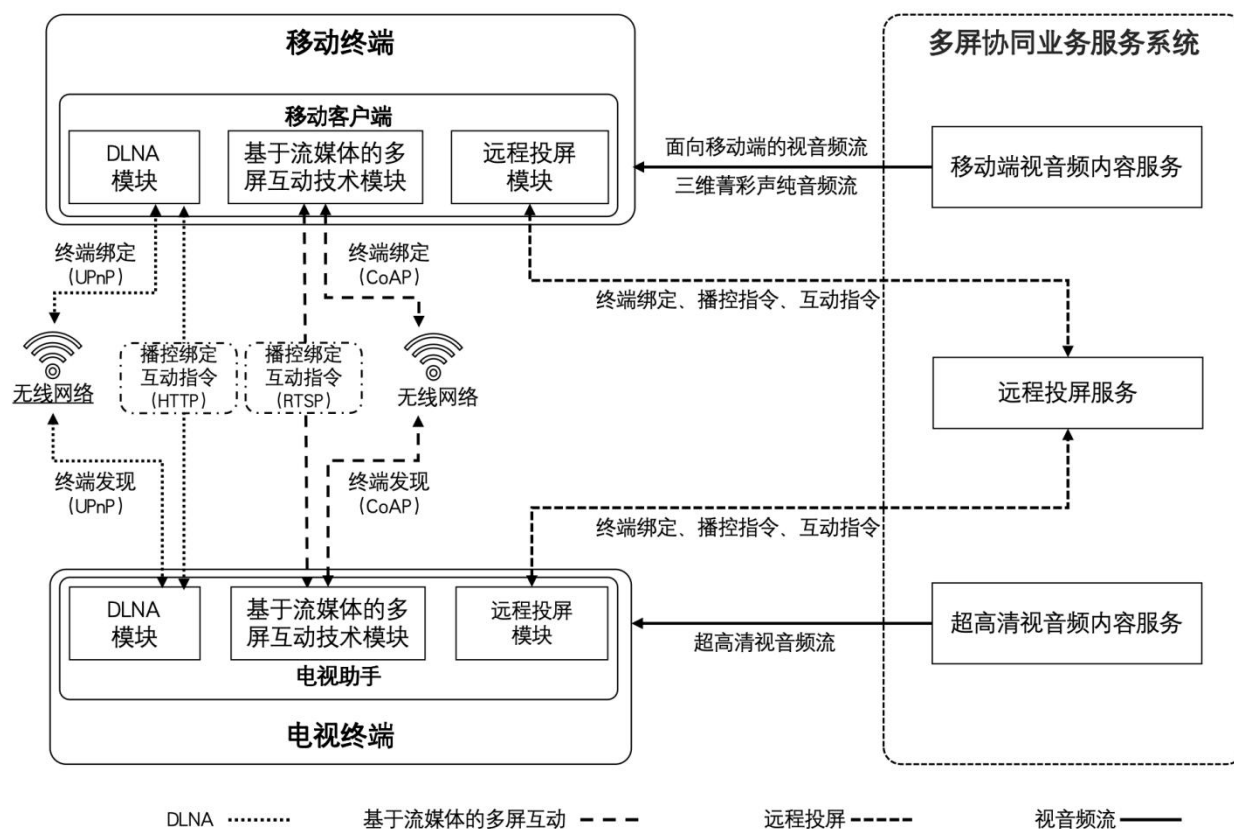 移动终端
多屏协同业务服务系统
移动客户端
DLNA
模块
基于流媒体的多
屏互动技术模块
远程投屏
模块
面向移动端的视音频流
三维菁彩声纯音频流
移动端视音频内容服务
终端绑定
(UPnP)
终端绑定
(CoAP)
终端绑定、播控指令、互动指令
无线网络
播控绑定
互动指令
(HTTP)
播控绑定
互动指令
(RTSP)
无线网络
远程投屏服务
终端发现
(UPnP)
终端发现
(CoAP)
终端绑定、播控指令、互动指令
DLNA
模块
基于流媒体的多
屏互动技术模块
远程投屏
模块
超高清视音频流
超高清视音频内容服务
电视助手
电视终端
DLNA
基于流媒体的多屏互动
远程投屏
视音频流